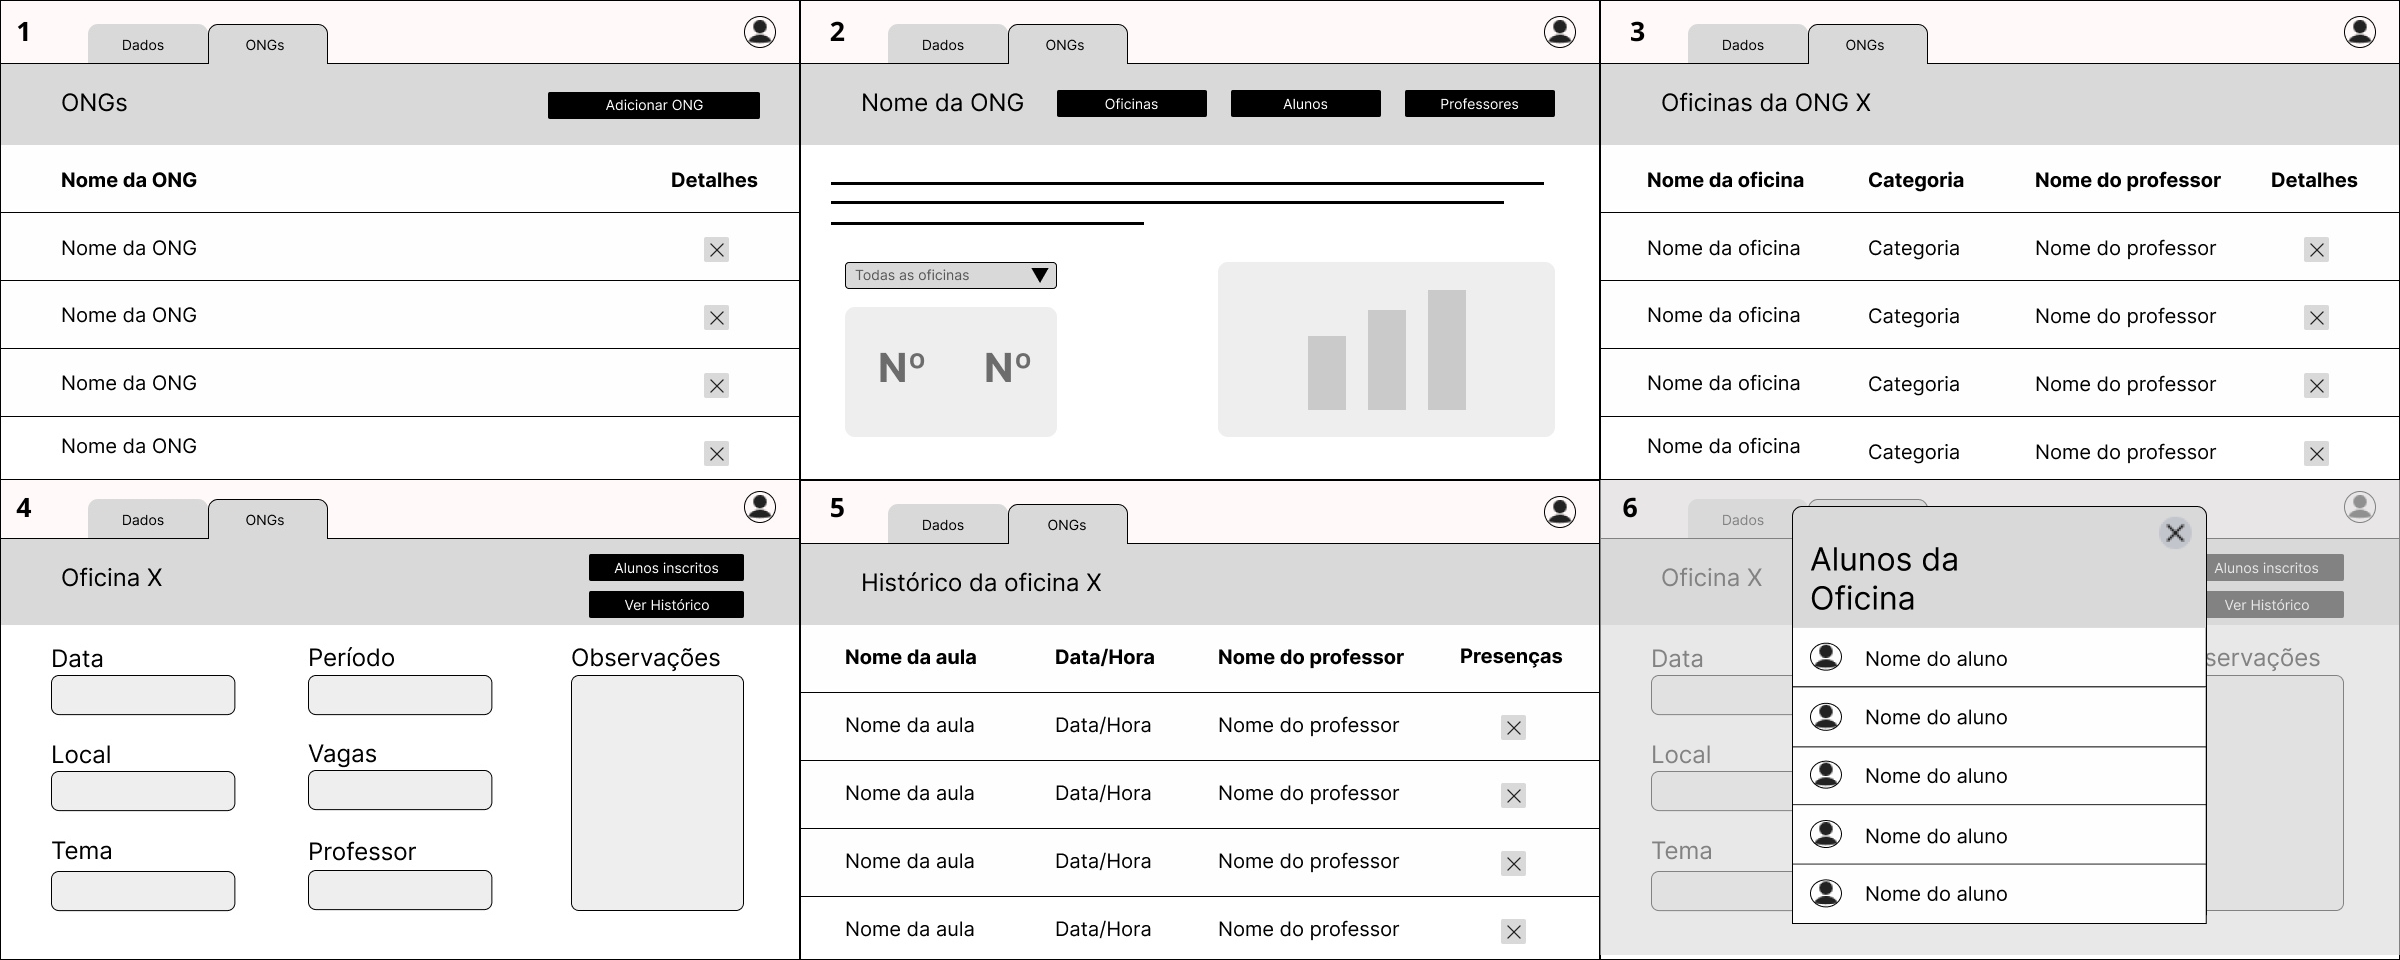 1
Dados ONGs
ONGs Adicionar ONG
Nome da ONG Detalhes
Nome da ONG
Nome da ONG
Nome da ONG
Nome da ONG
2
Dados ONGs
Nome da ONG Oficinas Alunos Professores
Todas as oficinas
Nº Nº
3
Dados ONGs
Oficinas da ONG X
Nome da oficina Categoria Nome do professor Detalhes
Nome da oficina Categoria Nome do professor
Nome da oficina Categoria Nome do professor
Nome da oficina Categoria Nome do professor
Nome da oficina Categoria Nome do professor
4
Dados ONGs
Oficina X
Alunos inscritos
Ver Histórico
Data Período Observações
Local Vagas
Tema Professor
5
Dados ONGs
Histórico da oficina X
Nome da aula Data/Hora Nome do professor Presenças
Nome da aula Data/Hora Nome do professor
Nome da aula Data/Hora Nome do professor
Nome da aula Data/Hora Nome do professor
Nome da aula Data/Hora Nome do professor
6
Dados
Oficina X
Alunos inscritos
Ver Histórico
Data servações
Local
Tema
Alunos da
Oficina
Nome do aluno
Nome do aluno
Nome do aluno
Nome do aluno
Nome do aluno